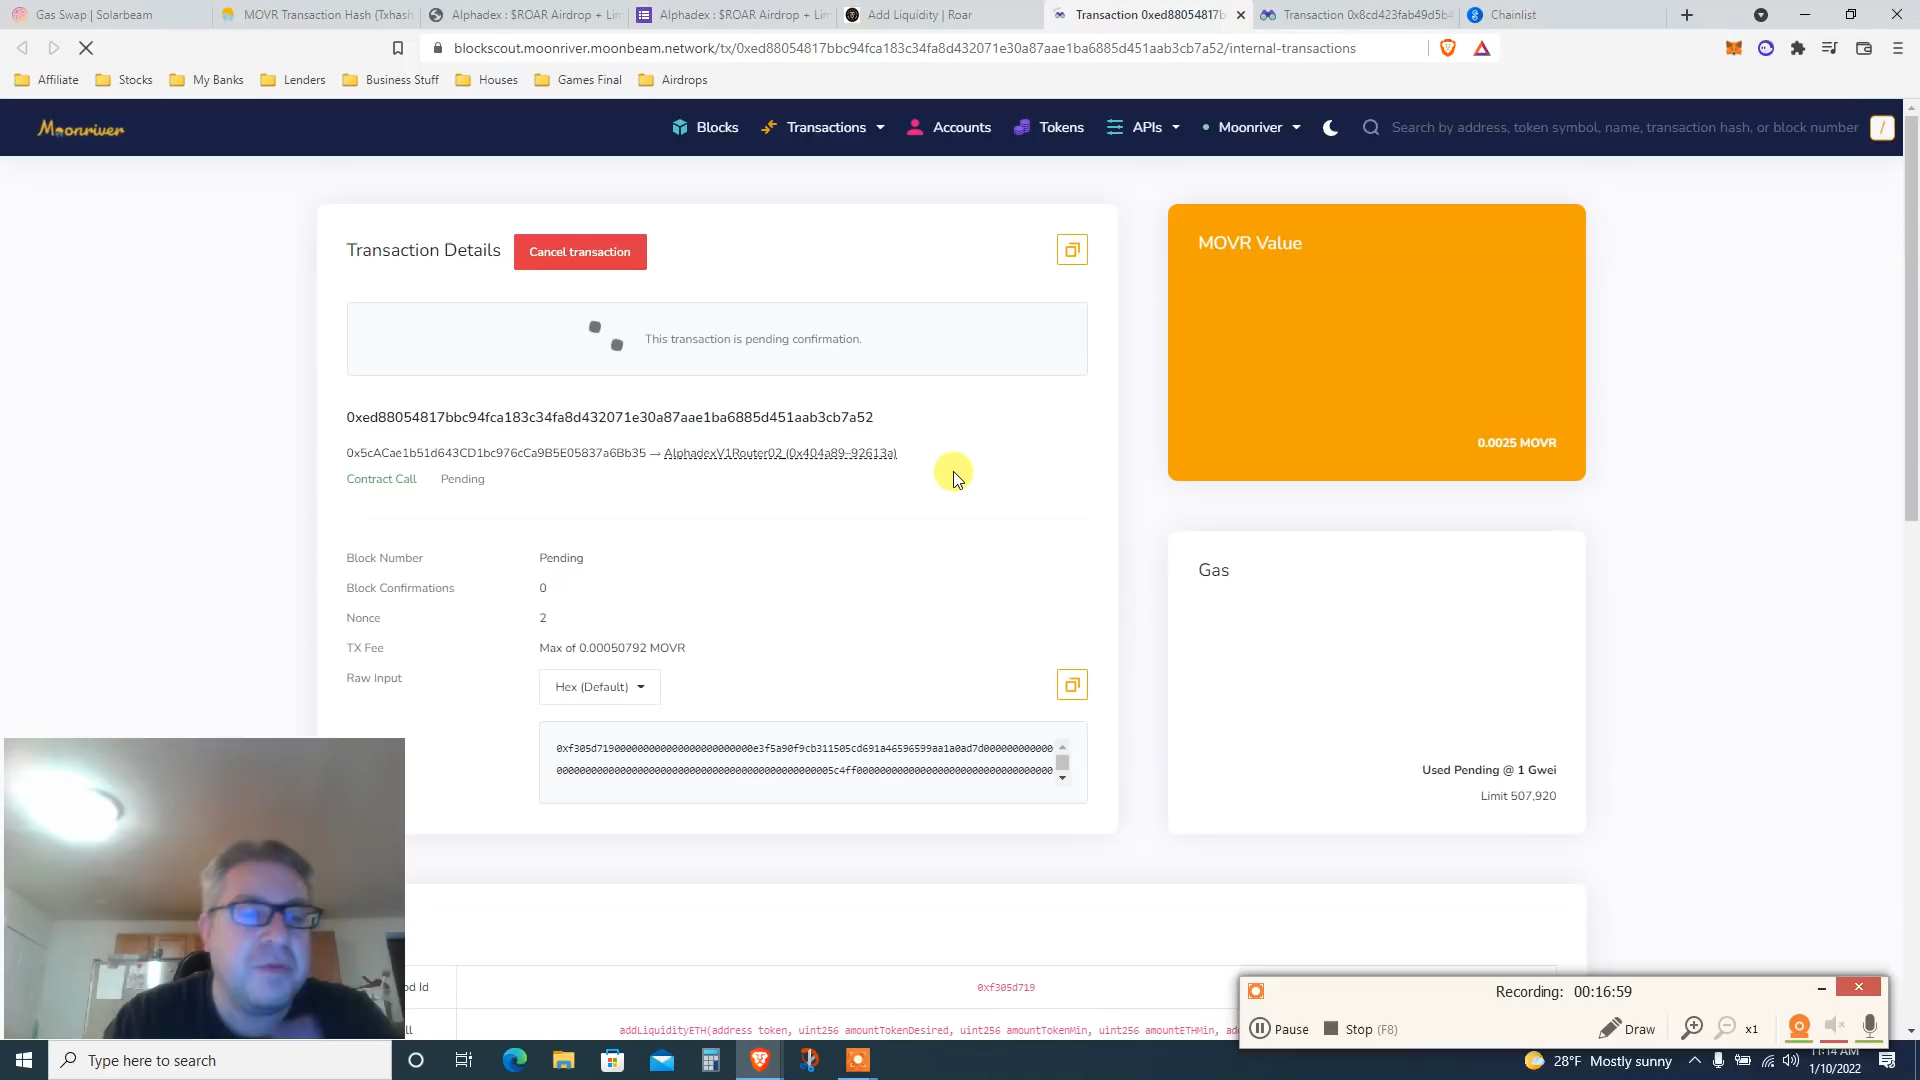 Gas Swap | Solarbeam
MOVR Transaction Hash (Txhash
Alphadex : $ROAR Airdrop + Lim
Alphadex : $ROAR Airdrop + Lim
Add Liquidity | Roar
Transaction 0xed88054817b
Transaction 0x8cd423fab49d5b
Chainlist
blockscout.moonriver.moonbeam.network/tx/0xed88054817bbc94fca183c34fa8d432071e30a87aae1ba6885d451aab3cb7a52/internal-transactions
Affiliate
Stocks
My Banks
Lenders
Business Stuff
Houses
Games Final
Airdrops
Moonriver
Blocks
Transactions
Accounts
Tokens
APIs
Moonriver
Search by address, token symbol, name, transaction hash, or block number
/
Transaction Details
Cancel transaction
This transaction is pending confirmation.
0xed88054817bbc94fca183c34fa8d432071e30a87aae1ba6885d451aab3cb7a52
0x5cACae1b51d643CD1bc976cCa9B5E05837a6Bb35 → AlphadexV1Router02 (0x404a89–92613a)
Contract Call Pending
Block Number Pending
Block Confirmations 0
Nonce 2
TX Fee Max of 0.00050792 MOVR
Raw Input
Hex (Default)
MOVR Value
0.0025 MOVR
Gas
Used Pending @ 1 Gwei
Limit 507,920
od Id 0xf305d719
ll addLiquidityETH(address token, uint256 amountTokenDesired, uint256 amountTokenMin, uint256 amountETHMin, ad
Recording: 00:16:59
Pause
Stop (F8)
Draw
x1
Type here to search
28°F Mostly sunny
11:14 AM
1/10/2022